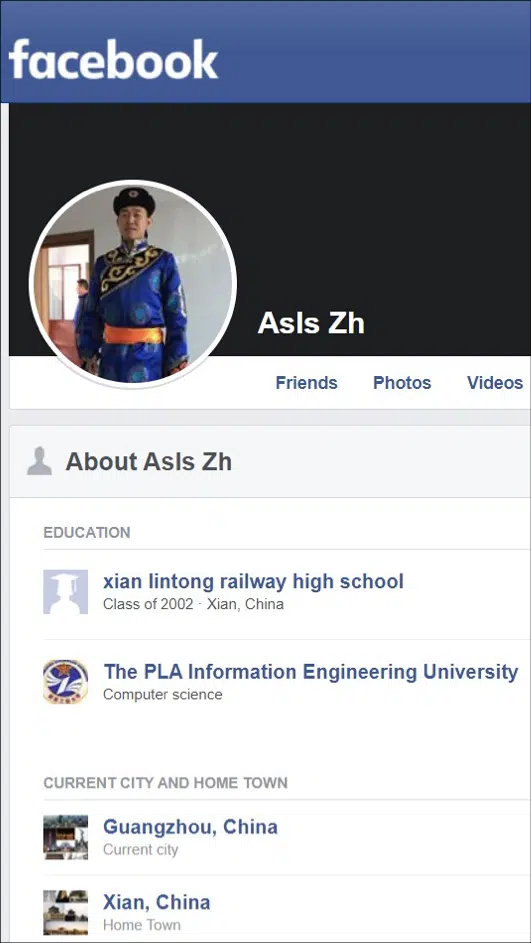 facebook
AsIs Zh
Friends Photos Videos
About AsIs Zh
EDUCATION
xian lintong railway high school
Class of 2002 · Xian, China
The PLA Information Engineering University
Computer science
CURRENT CITY AND HOME TOWN
Guangzhou, China
Current city
Xian, China
Home Town